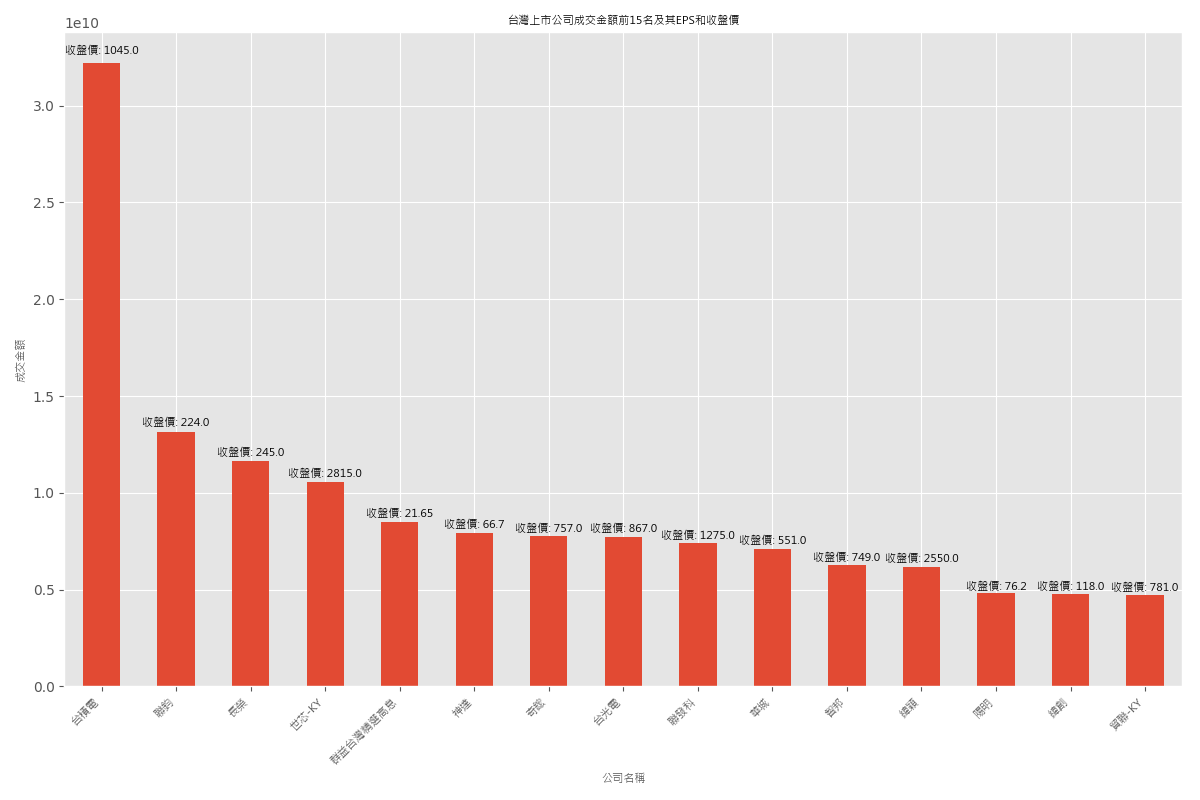 台灣上市公司成交金額前15名及其EPS和收盤價
1e10
收盤價: 1045.0
3.0
2.5
2.0
成交金額
1.5
收盤價: 224.0
收盤價: 245.0
收盤價: 2815.0
1.0
收盤價: 21.65
收盤價: 66.7
收盤價: 757.0
收盤價: 867.0
收盤價: 1275.0
收盤價: 551.0
收盤價: 749.0
收盤價: 2550.0
0.5
收盤價: 76.2
收盤價: 118.0
收盤價: 781.0
0.0
台積電
聯鈞
長榮
世芯-KY
群益台灣精選高息
神達
奇鋐
台光電
聯發科
華城
智邦
緯穎
陽明
緯創
貿聯-KY
公司名稱